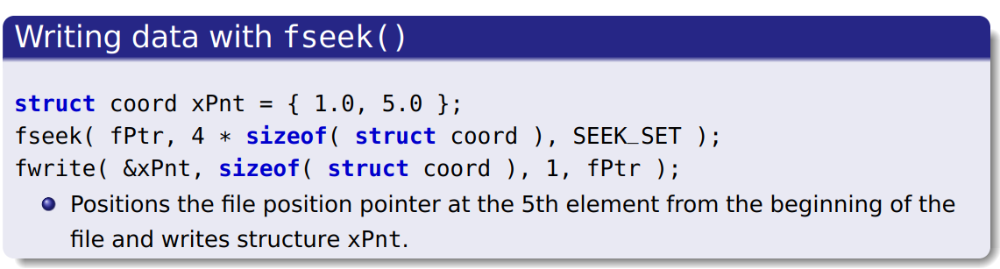 Writing data with fseek()
struct coord xPnt = { 1.0, 5.0 };
fseek( fPtr, 4 * sizeof( struct coord ), SEEK_SET );
fwrite( &xPnt, sizeof( struct coord ), 1, fPtr );
Positions the file position pointer at the 5th element from the beginning of the
file and writes structure xPnt.